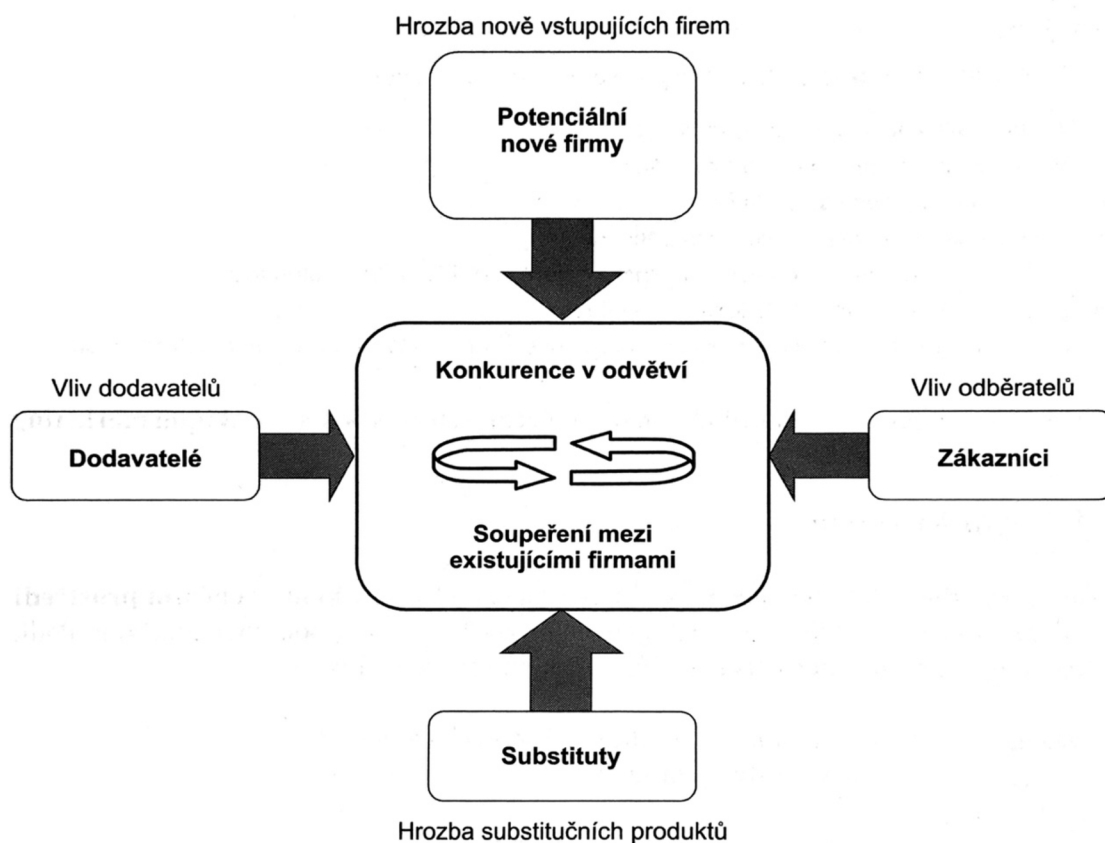 Hrozba nově vstupujících firem
Potenciální
nové firmy
Konkurence v odvětví
Vliv dodavatelů
Dodavatelé
Vliv odběratelů
Zákazníci
Soupeření mezi
existujícími firmami
Substituty
Hrozba substitučních produktů